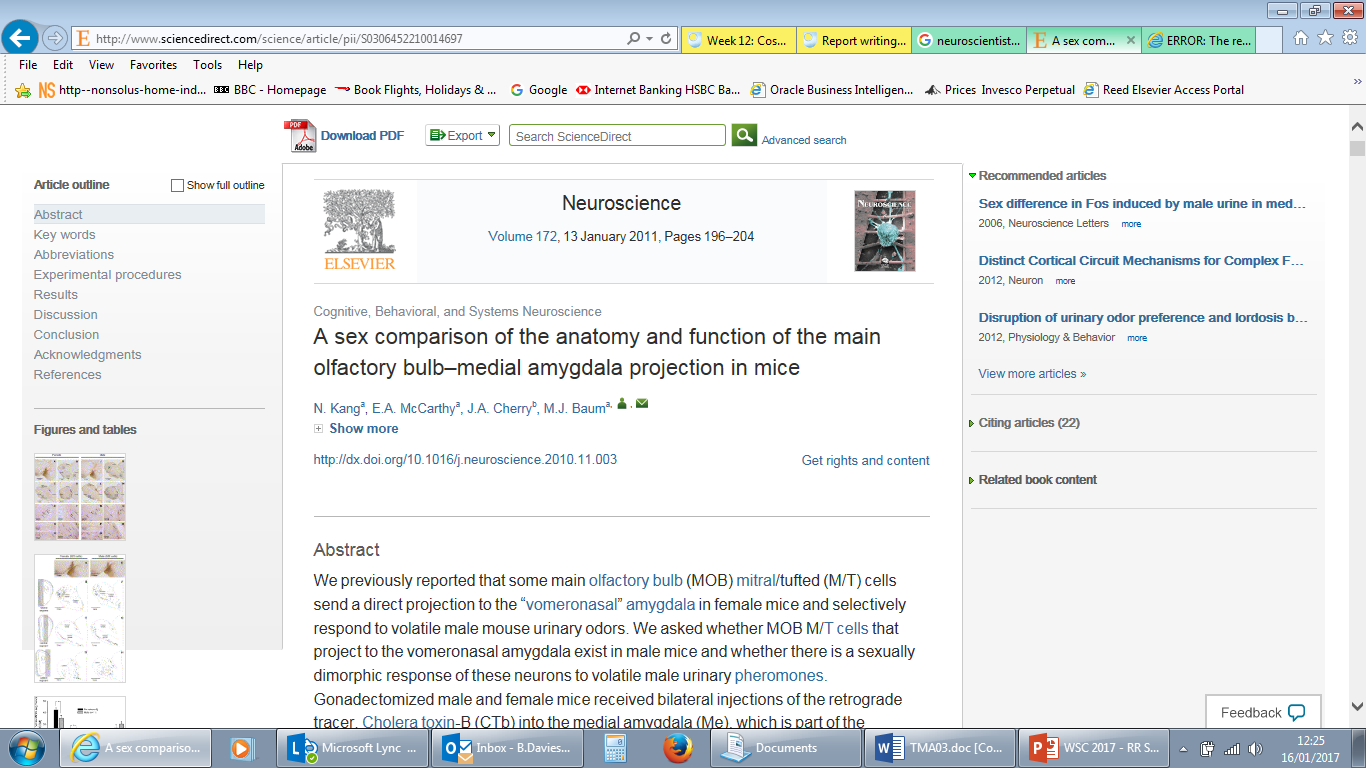 http://www.sciencedirect.com/science/article/pii/S0306452210014697
Week 12: Cos...
Report writing...
neuroscientist...
A sex com...
ERROR: The re...
File Edit View Favorites Tools Help
http--nonsolus-home-ind...
BBC - Homepage
Book Flights, Holidays & ...
Google
Internet Banking HSBC Ba...
Oracle Business Intelligen...
Prices Invesco Perpetual
Reed Elsevier Access Portal
PDF
Adobe
Download PDF
Export
Search ScienceDirect
Advanced search
Article outline
Show full outline
Abstract
Key words
Abbreviations
Experimental procedures
Results
Discussion
Conclusion
Acknowledgments
References
Figures and tables
ELSEVIER
Neuroscience
Volume 172, 13 January 2011, Pages 196–204
NEUROSCIENCE
Cognitive, Behavioral, and Systems Neuroscience
A sex comparison of the anatomy and function of the main
olfactory bulb–medial amygdala projection in mice
N. Kangᵃ, E.A. McCarthyᵃ, J.A. Cherryᵇ, M.J. Baumᵃ,
Show more
http://dx.doi.org/10.1016/j.neuroscience.2010.11.003
Get rights and content
Abstract
We previously reported that some main olfactory bulb (MOB) mitral/tufted (M/T) cells
send a direct projection to the “vomeronasal” amygdala in female mice and selectively
respond to volatile male mouse urinary odors. We asked whether MOB M/T cells that
project to the vomeronasal amygdala exist in male mice and whether there is a sexually
dimorphic response of these neurons to volatile male urinary pheromones.
Gonadectomized male and female mice received bilateral injections of the retrograde
tracer, Cholera toxin-B (CTb) into the medial amygdala (Me), which is part of the
Recommended articles
Sex difference in Fos induced by male urine in med...
2006, Neuroscience Letters more
Distinct Cortical Circuit Mechanisms for Complex F...
2012, Neuron more
Disruption of urinary odor preference and lordosis b...
2012, Physiology & Behavior more
View more articles »
Citing articles (22)
Related book content
Feedback
A sex compariso...
Microsoft Lync ...
Inbox - B.Davies...
Documents
TMA03.doc [Co...
WSC 2017 - RR S...
12:25
16/01/2017